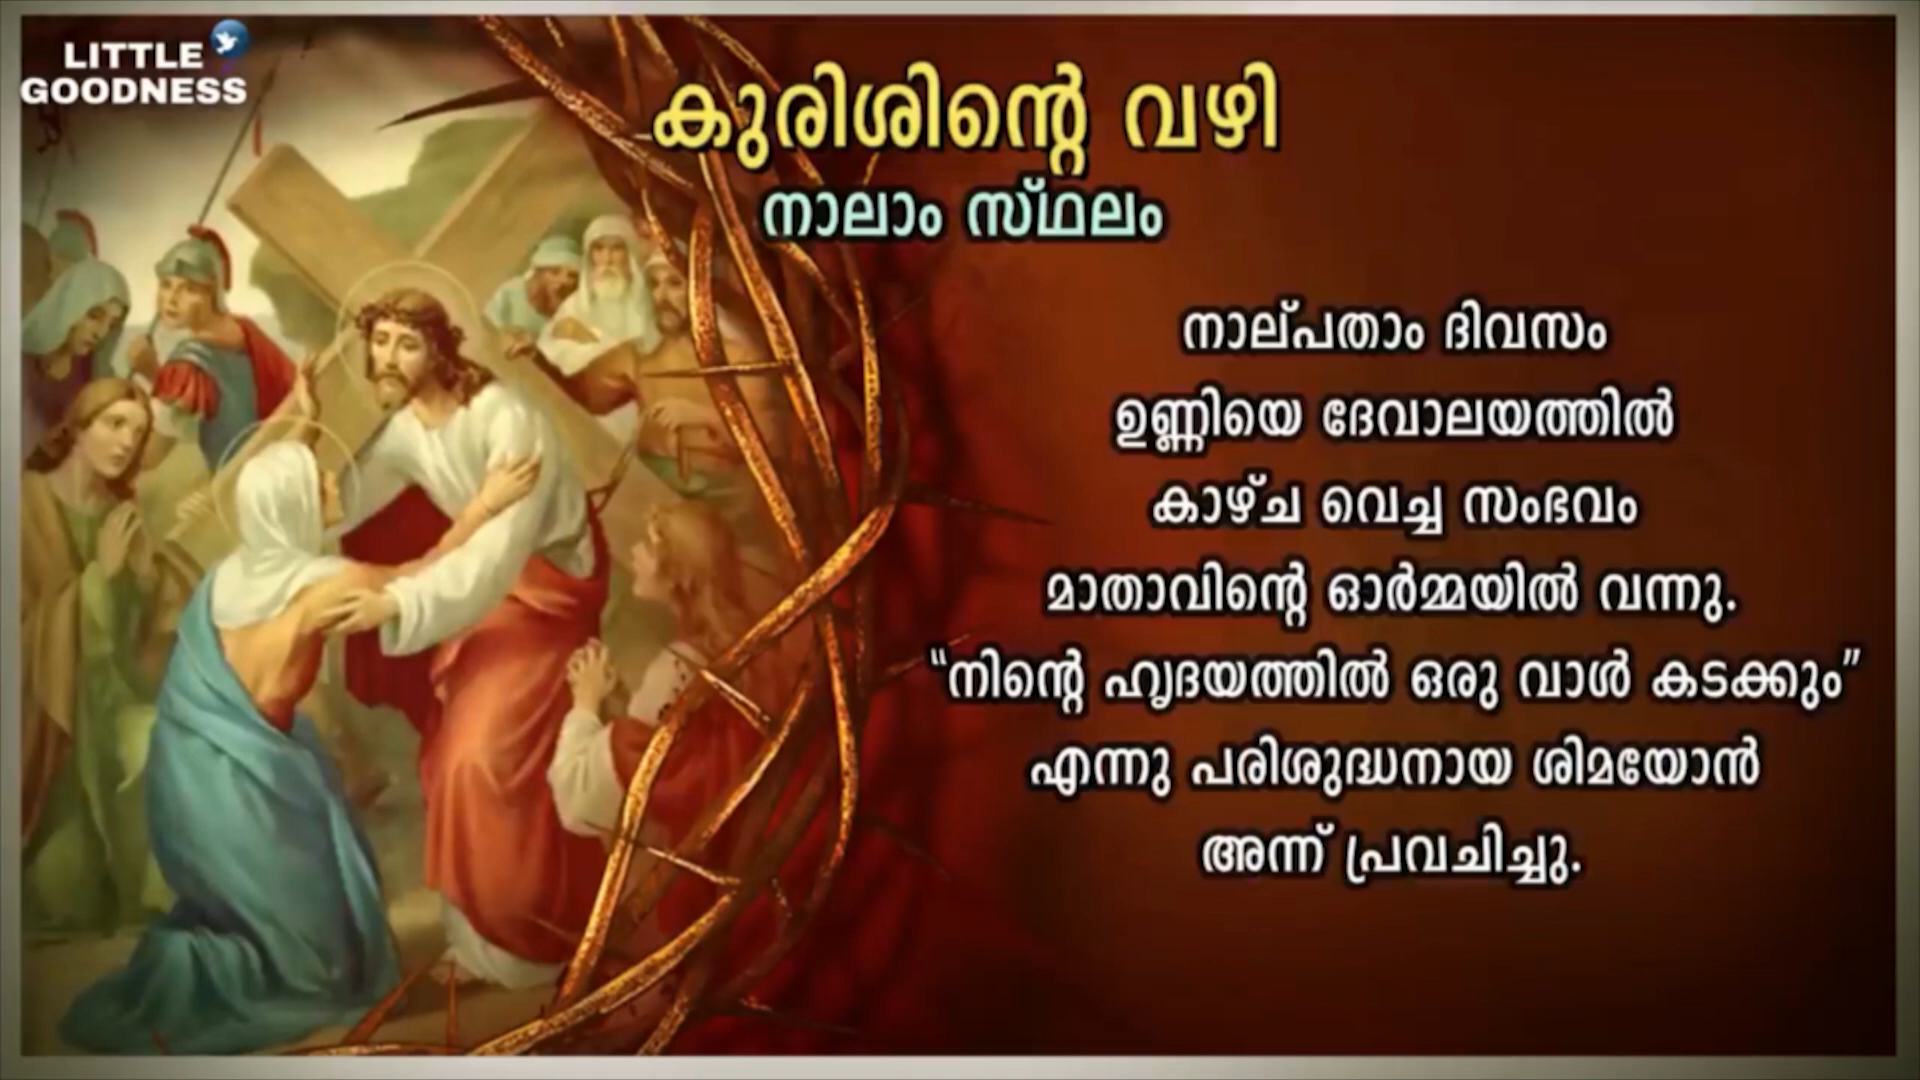 LITTLE
GOODNESS
കുരിശിന്റെ വഴി
നാലാം സ്ഥലം
നാല്പതാം ദിവസം
ഉണ്ണിയെ ദേവാലയത്തിൽ
കാഴ്ച വെച്ച സംഭവം
മാതാവിന്റെ ഓർമ്മയിൽ വന്നു.
“നിന്റെ ഹൃദയത്തിൽ ഒരു വാൾ കടക്കും”
എന്നു പരിശുദ്ധനായ ശിമയോൻ
അന്ന് പ്രവചിച്ചു.